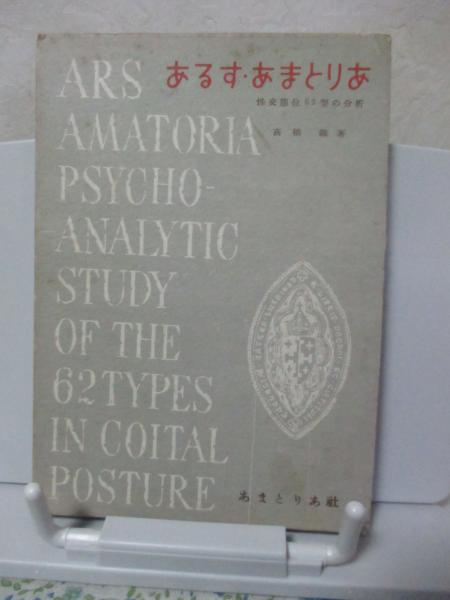 あるす・あまとりあ
性交態位62型の分析
高橋鐵著
ARS
AMATORIA
PSYCHO-
ANALYTIC
STUDY
OF THE
62 TYPES
IN COITAL
POSTURE
あまとりあ社